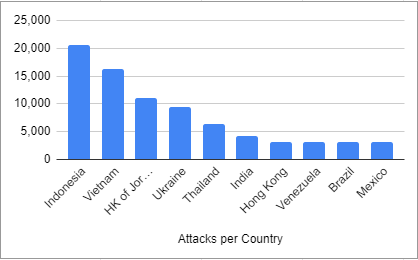 25,000
20,000
15,000
10,000
5,000
0
Indonesia
Vietnam
HK of Jor…
Ukraine
Thailand
India
Hong Kong
Venezuela
Brazil
Mexico
Attacks per Country